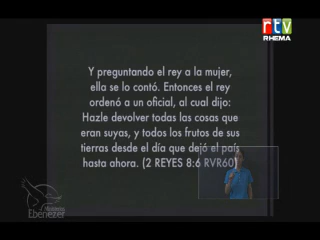 rtv
RHEMA
Y preguntando el rey a la mujer,
ella se lo contó. Entonces el rey
ordenó a un oficial, al cual dijo:
Hazle devolver todas las cosas que
eran suyas, y todos los frutos de sus
tierras desde el día que dejó el país
hasta ahora. (2 REYES 8:6 RVR60)
Ministerios
Ebenezer